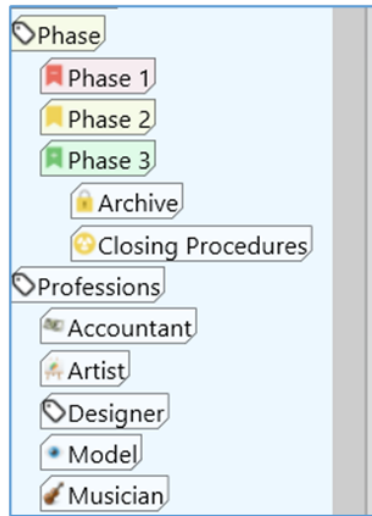 Phase
Phase 1
Phase 2
Phase 3
Archive
Closing Procedures
Professions
Accountant
Artist
Designer
Model
Musician